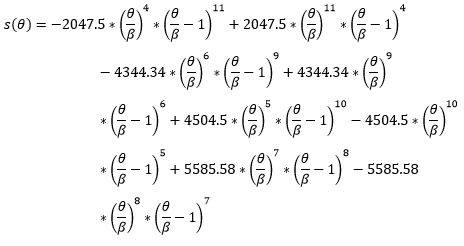 s(θ) = −2047.5 * (θ/β)^4 * (θ/β − 1)^11 + 2047.5 * (θ/β)^11 * (θ/β − 1)^4
− 4344.34 * (θ/β)^6 * (θ/β − 1)^9 + 4344.34 * (θ/β)^9
* (θ/β − 1)^6 + 4504.5 * (θ/β)^5 * (θ/β − 1)^10 − 4504.5 * (θ/β)^10
* (θ/β − 1)^5 + 5585.58 * (θ/β)^7 * (θ/β − 1)^8 − 5585.58
* (θ/β)^8 * (θ/β − 1)^7